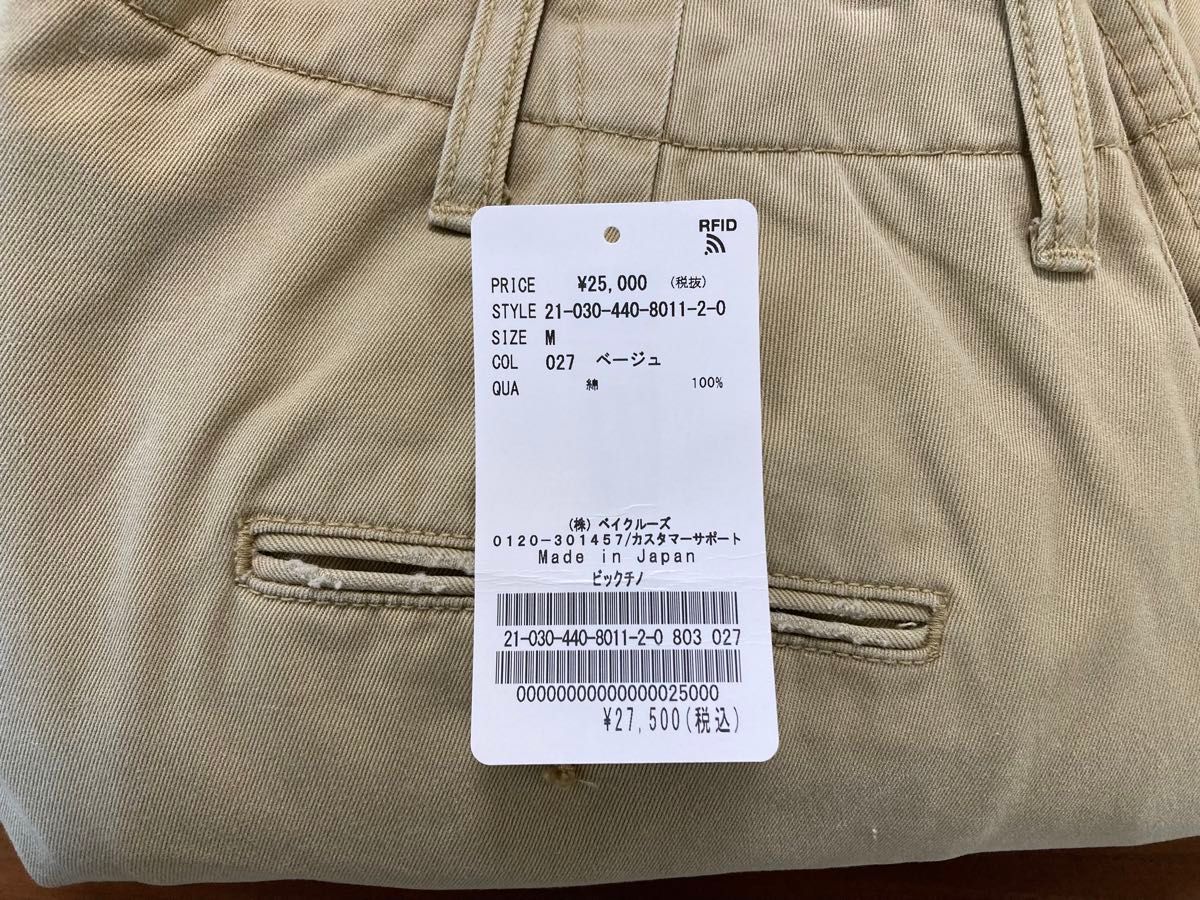 RFID
PRICE ¥25,000 (税抜)
STYLE 21-030-440-8011-2-0
SIZE M
COL 027 ベージュ
QUA 綿 100%
(株) ベイクルーズ
0120-301457/カスタマーサポート
Made in Japan
ビックチノ
21-030-440-8011-2-0 803 027
00000000000000025000
¥27,500(税込)